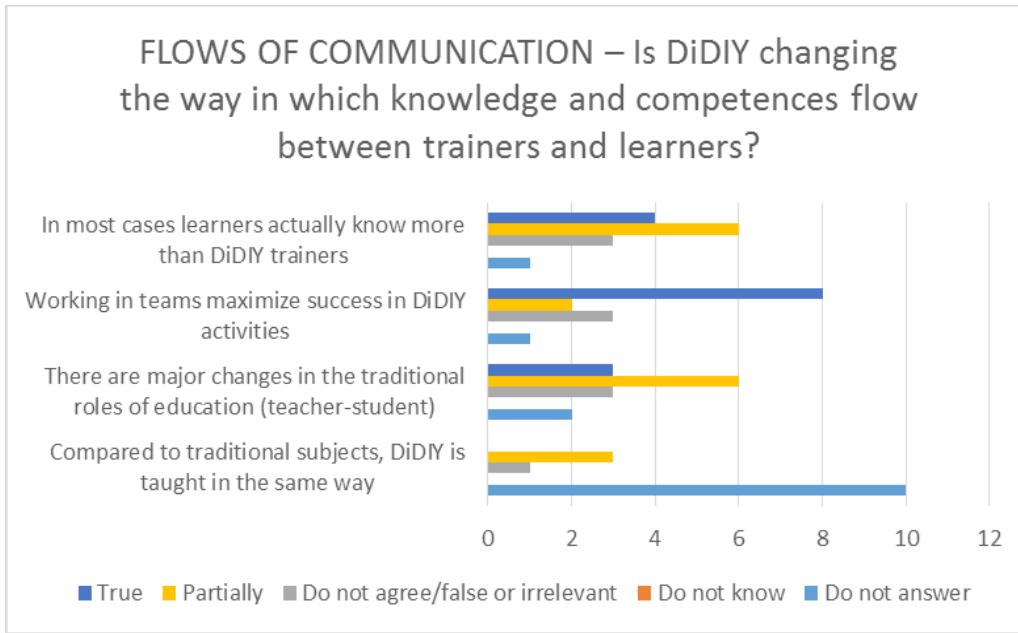 FLOWS OF COMMUNICATION – Is DiDIY changing
the way in which knowledge and competences flow
between trainers and learners?
In most cases learners actually know more
than DiDIY trainers
Working in teams maximize success in DiDIY
activities
There are major changes in the traditional
roles of education (teacher-student)
Compared to traditional subjects, DiDIY is
taught in the same way
0 2 4 6 8 10 12
True Partially Do not agree/false or irrelevant Do not know Do not answer